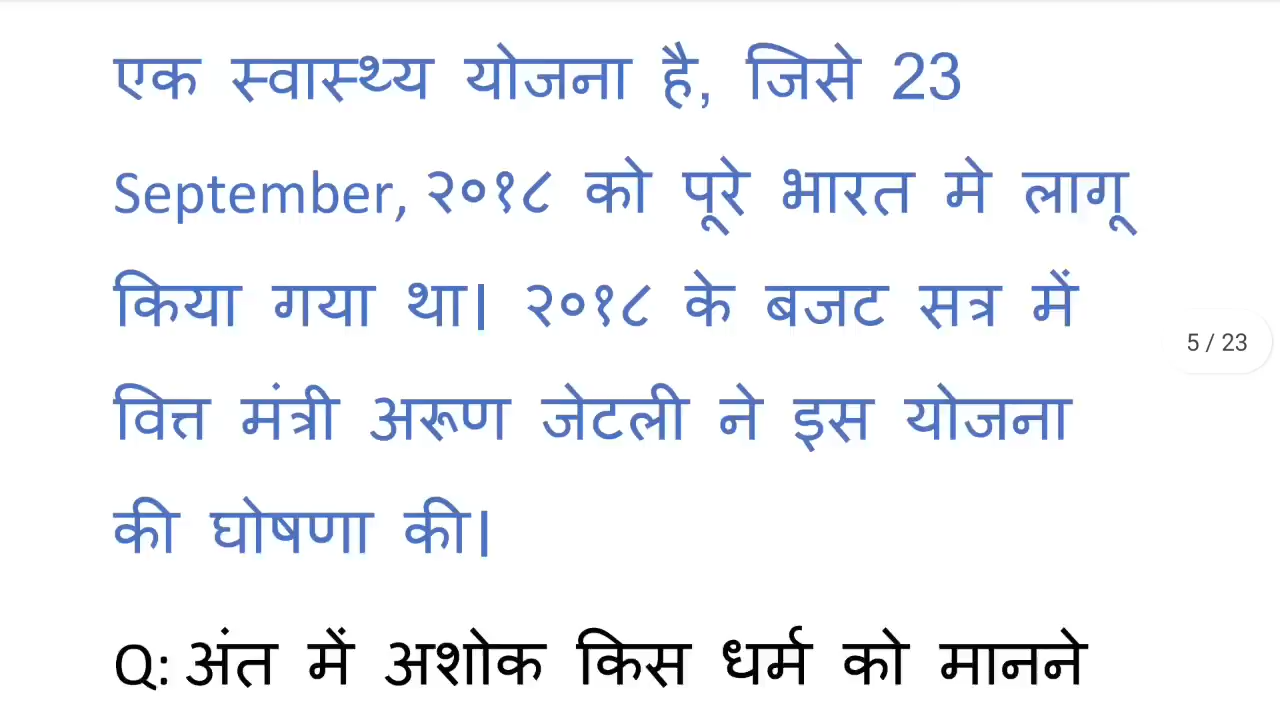 एक स्वास्थ्य योजना है, जिसे 23
September, २०१८ को पूरे भारत मे लागू
किया गया था। २०१८ के बजट सत्र में
5 / 23
वित्त मंत्री अरूण जेटली ने इस योजना
की घोषणा की।
Q: अंत में अशोक किस धर्म को मानने